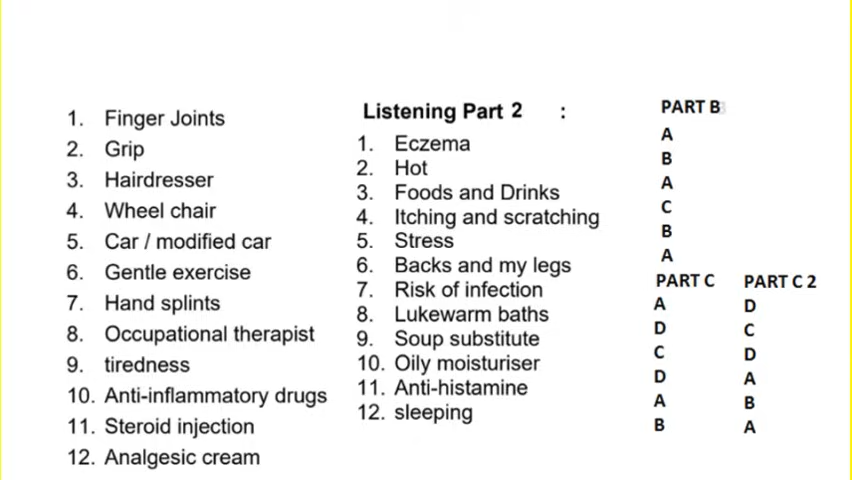 1. Finger Joints
2. Grip
3. Hairdresser
4. Wheel chair
5. Car / modified car
6. Gentle exercise
7. Hand splints
8. Occupational therapist
9. tiredness
10. Anti-inflammatory drugs
11. Steroid injection
12. Analgesic cream
Listening Part 2 :
1. Eczema
2. Hot
3. Foods and Drinks
4. Itching and scratching
5. Stress
6. Backs and my legs
7. Risk of infection
8. Lukewarm baths
9. Soup substitute
10. Oily moisturiser
11. Anti-histamine
12. sleeping
PART B
A
B
A
C
B
A
PART C
A
D
C
D
A
B
PART C 2
D
C
D
A
B
A